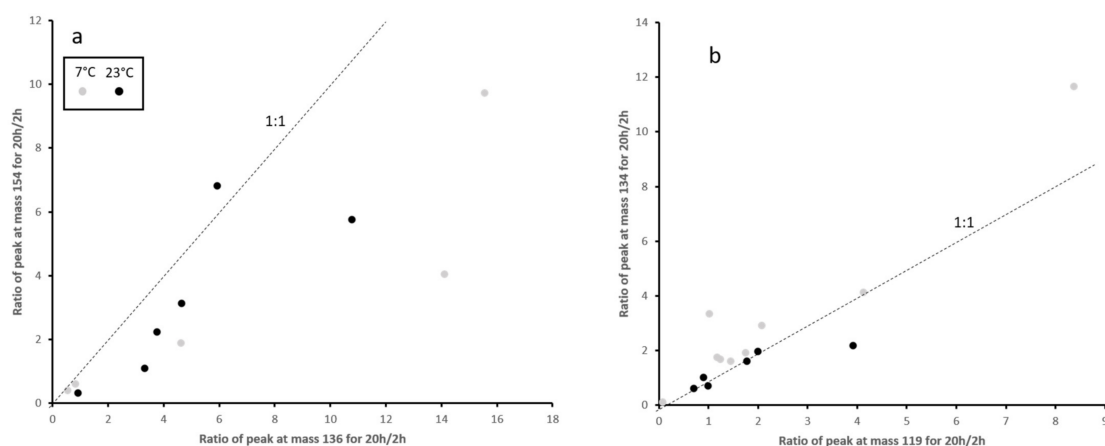 a
7°C 23°C
1:1
12
10
8
6
4
2
0
0 2 4 6 8 10 12 14 16 18
Ratio of peak at mass 154 for 20h/2h
Ratio of peak at mass 136 for 20h/2h
b
1:1
14
12
10
8
6
4
2
0
0 1 2 3 4 5 6 7 8 9
Ratio of peak at mass 134 for 20h/2h
Ratio of peak at mass 119 for 20h/2h